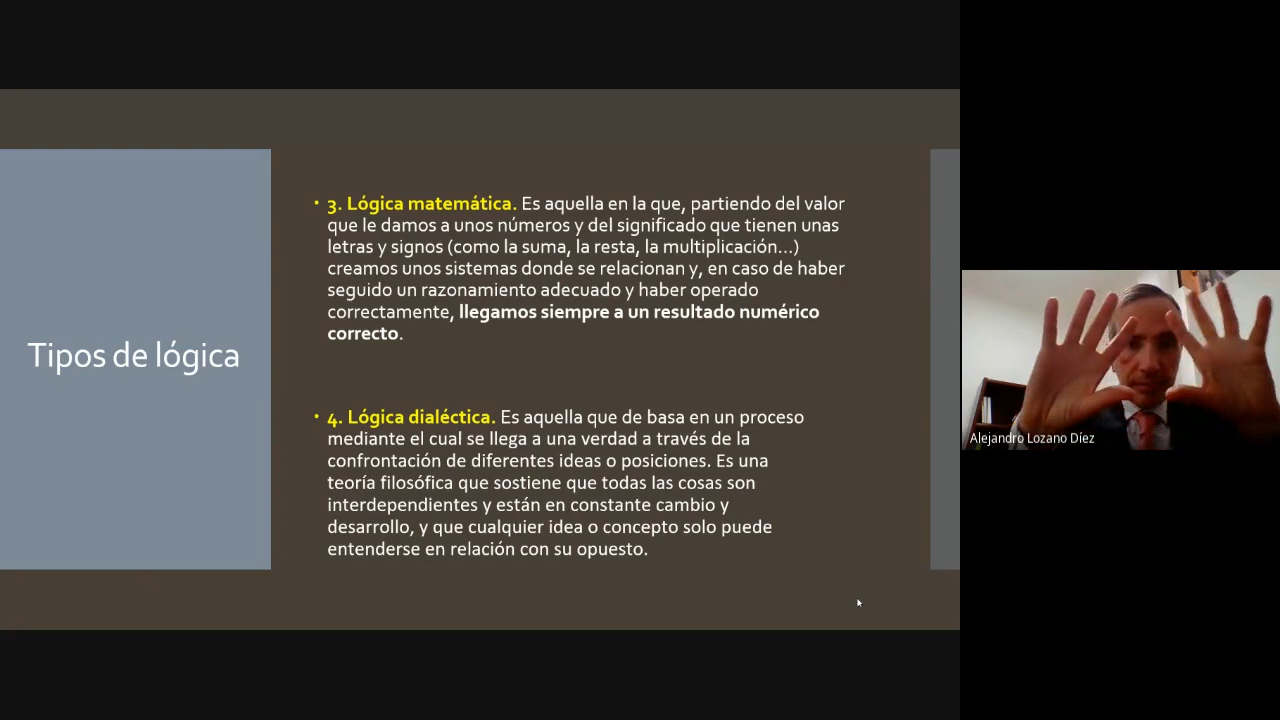 Tipos de lógica
• 3. Lógica matemática. Es aquella en la que, partiendo del valor
que le damos a unos números y del significado que tienen unas
letras y signos (como la suma, la resta, la multiplicación...)
creamos unos sistemas donde se relacionan y, en caso de haber
seguido un razonamiento adecuado y haber operado
correctamente, llegamos siempre a un resultado numérico
correcto.
• 4. Lógica dialéctica. Es aquella que de basa en un proceso
mediante el cual se llega a una verdad a través de la
confrontación de diferentes ideas o posiciones. Es una
teoría filosófica que sostiene que todas las cosas son
interdependientes y están en constante cambio y
desarrollo, y que cualquier idea o concepto solo puede
entenderse en relación con su opuesto.
Alejandro Lozano Díez